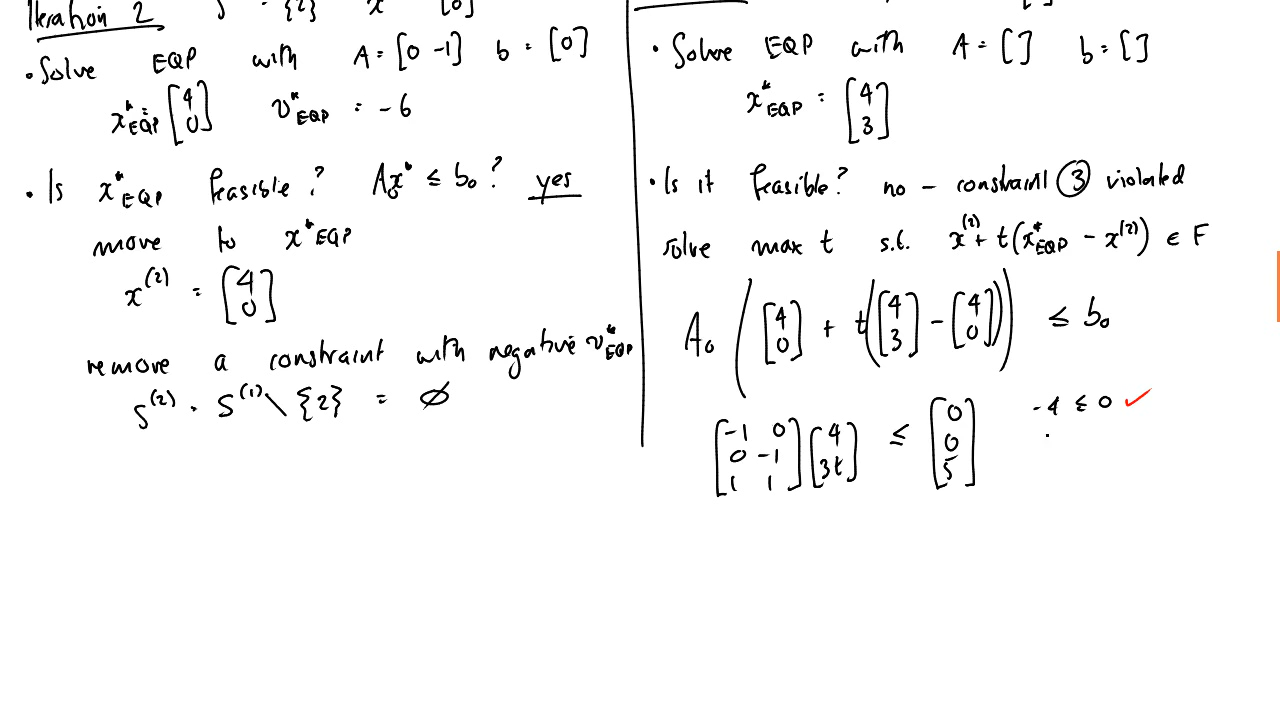 Iteration 2 S = {2} x [0]
• Solve EQP with A = [0 -1] b = [0]
x*EQP = [4 0] v*EQP = -6
• Is x*EQP feasible? A₀x* ≤ b₀? yes
move to x*EQP
x⁽²⁾ = [4 0]
remove a constraint with negative v*EQP
S⁽²⁾ = S⁽¹⁾ \ {2} = ∅
• Solve EQP with A = [] b = []
x*EQP = [4 3]
• Is it feasible? no – constraint ③ violated
solve max t s.t. x⁽²⁾ + t(x*EQP - x⁽²⁾) ∈ F
A₀ ([4 0] + t([4 3] - [4 0])) ≤ b₀
[-1 0 0 -1 1 1] [4 3t] ≤ [0 0 5] -4 ≤ 0 ✓